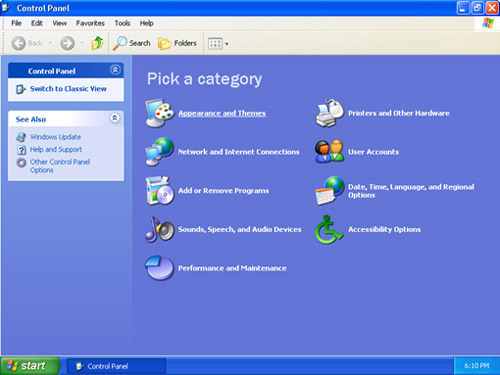 Control Panel
File Edit View Favorites Tools Help
Back Search Folders
Control Panel
Switch to Classic View
See Also
Windows Update
Help and Support
Other Control Panel
Options
Pick a category
Appearance and Themes
Printers and Other Hardware
Network and Internet Connections
User Accounts
Add or Remove Programs
Date, Time, Language, and Regional
Options
Sounds, Speech, and Audio Devices
Accessibility Options
Performance and Maintenance
start Control Panel 6:10 PM